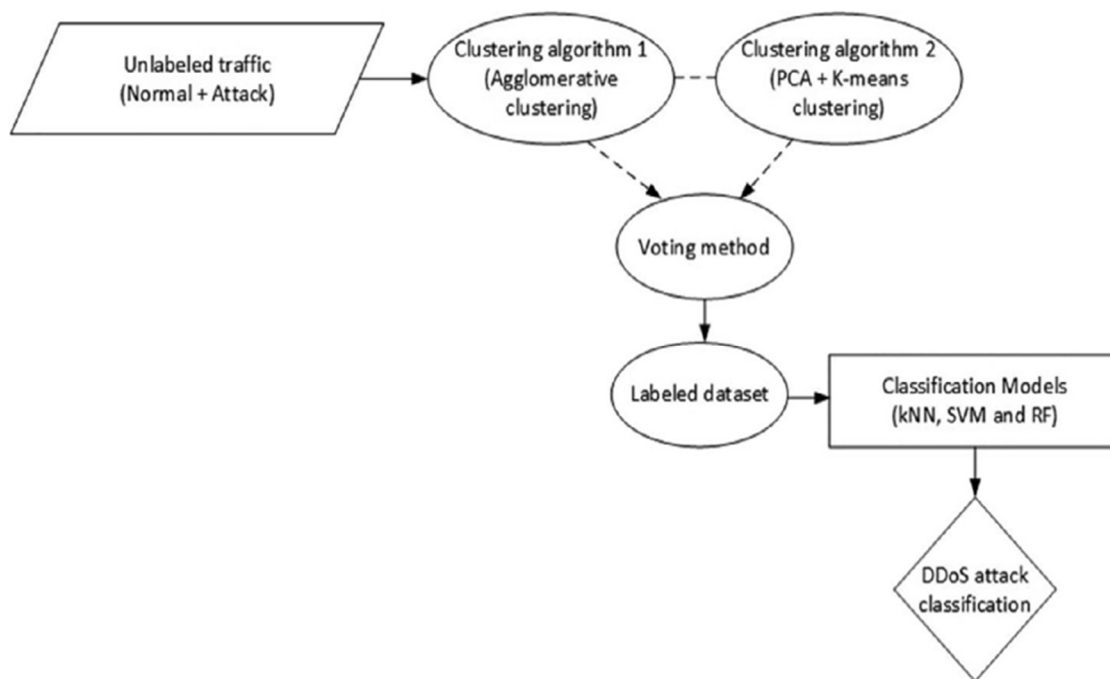 Unlabeled traffic
(Normal + Attack)
Clustering algorithm 1
(Agglomerative
clustering)
Clustering algorithm 2
(PCA + K-means
clustering)
Voting method
Labeled dataset
Classification Models
(kNN, SVM and RF)
DDoS attack
classification